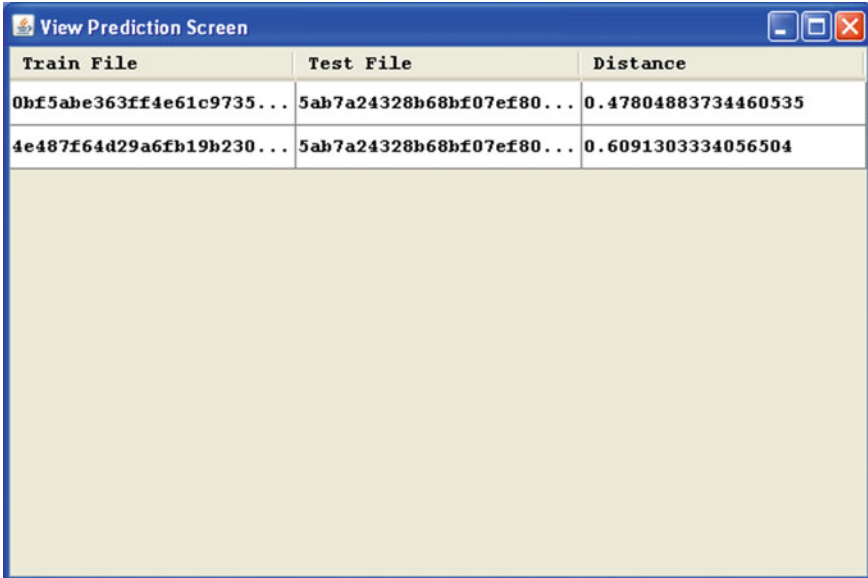 View Prediction Screen
Train File Test File Distance
0bf5abe363ff4e61c9735... 5ab7a24328b68bf07ef80... 0.47804883734460535
4e487f64d29a6fb19b230... 5ab7a24328b68bf07ef80... 0.6091303334056504